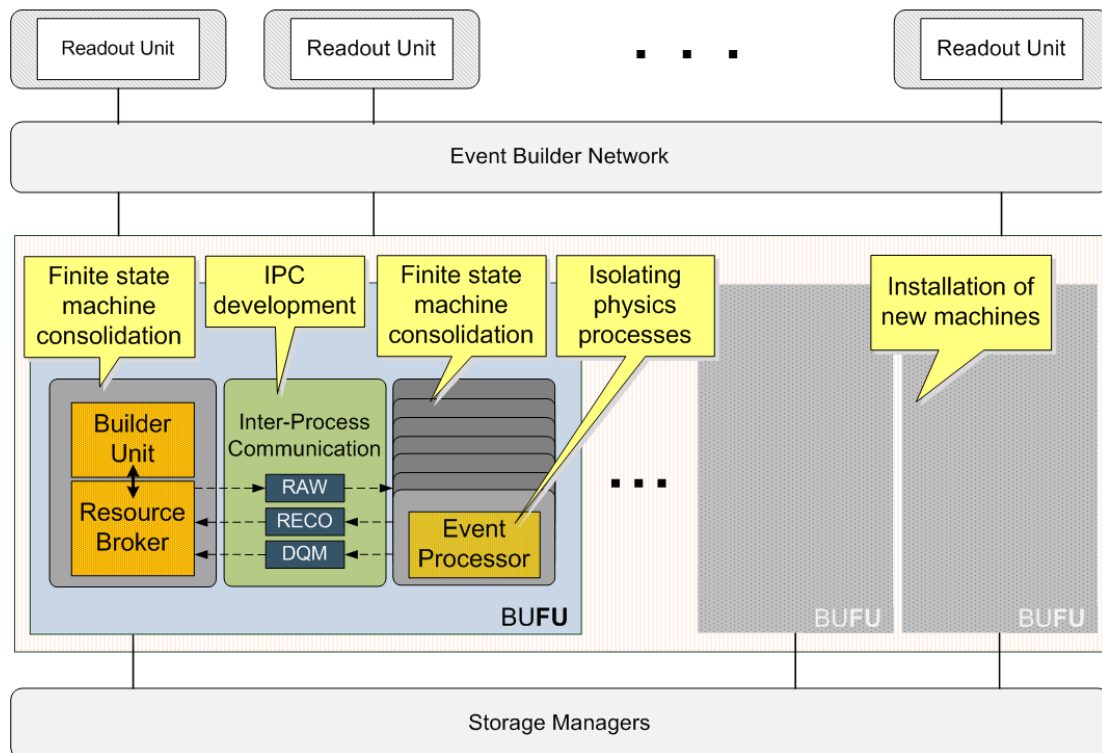 Readout Unit
Readout Unit
Readout Unit
Event Builder Network
Finite state
machine
consolidation
IPC
development
Finite state
machine
consolidation
Isolating
physics
processes
Installation of
new machines
Builder
Unit
Resource
Broker
Inter-Process
Communication
RAW
RECO
DQM
Event
Processor
BUFU
BUFU
BUFU
Storage Managers